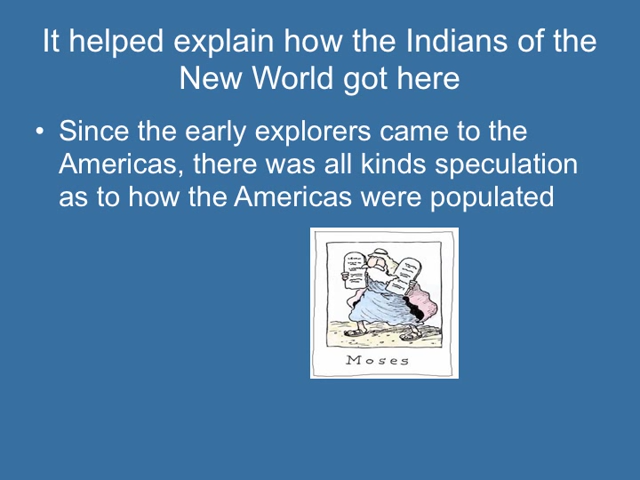 It helped explain how the Indians of the
New World got here
• Since the early explorers came to the
Americas, there was all kinds speculation
as to how the Americas were populated
Moses